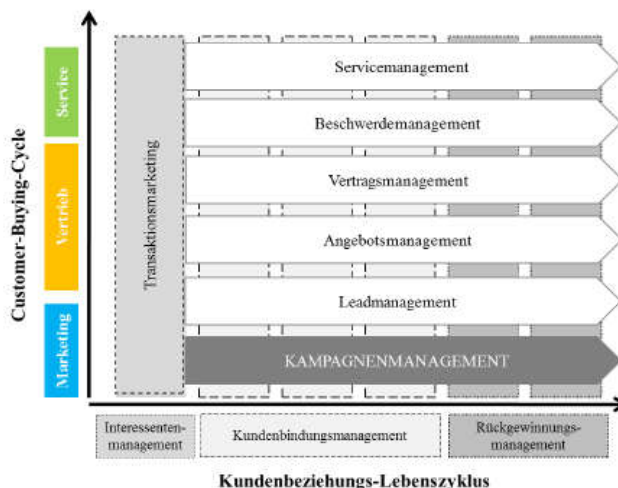 Customer-Buying-Cycle
Service
Vertrieb
Marketing
Transaktionsmarketing
Servicemanagement
Beschwerdemanagement
Vertragsmanagement
Angebotsmanagement
Leadmanagement
KAMPAGNENMANAGEMENT
Interessenten-
management
Kundenbindungsmanagement
Rückgewinnungs-
management
Kundenbeziehungs-Lebenszyklus